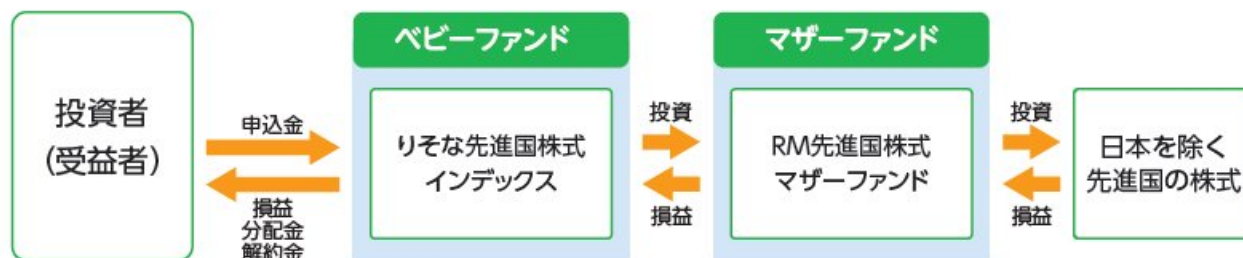 投資者
(受益者)
申込金
損益
分配金
解約金
ベビーファンド
りそな先進国株式
インデックス
投資
損益
マザーファンド
RM先進国株式
マザーファンド
投資
損益
日本を除く
先進国の株式